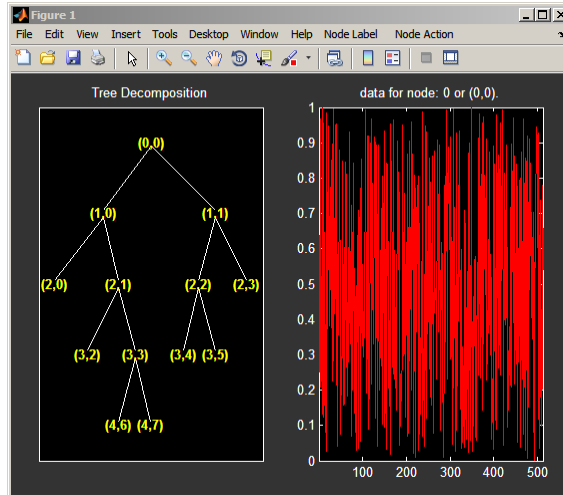 Figure 1
File Edit View Insert Tools Desktop Window Help Node Label Node Action
Tree Decomposition
(0,0)
(1,0) (1,1)
(2,0) (2,1) (2,2) (2,3)
(3,2) (3,3) (3,4) (3,5)
(4,6) (4,7)
data for node: 0 or (0,0).
1
0.9
0.8
0.7
0.6
0.5
0.4
0.3
0.2
0.1
0
100 200 300 400 500